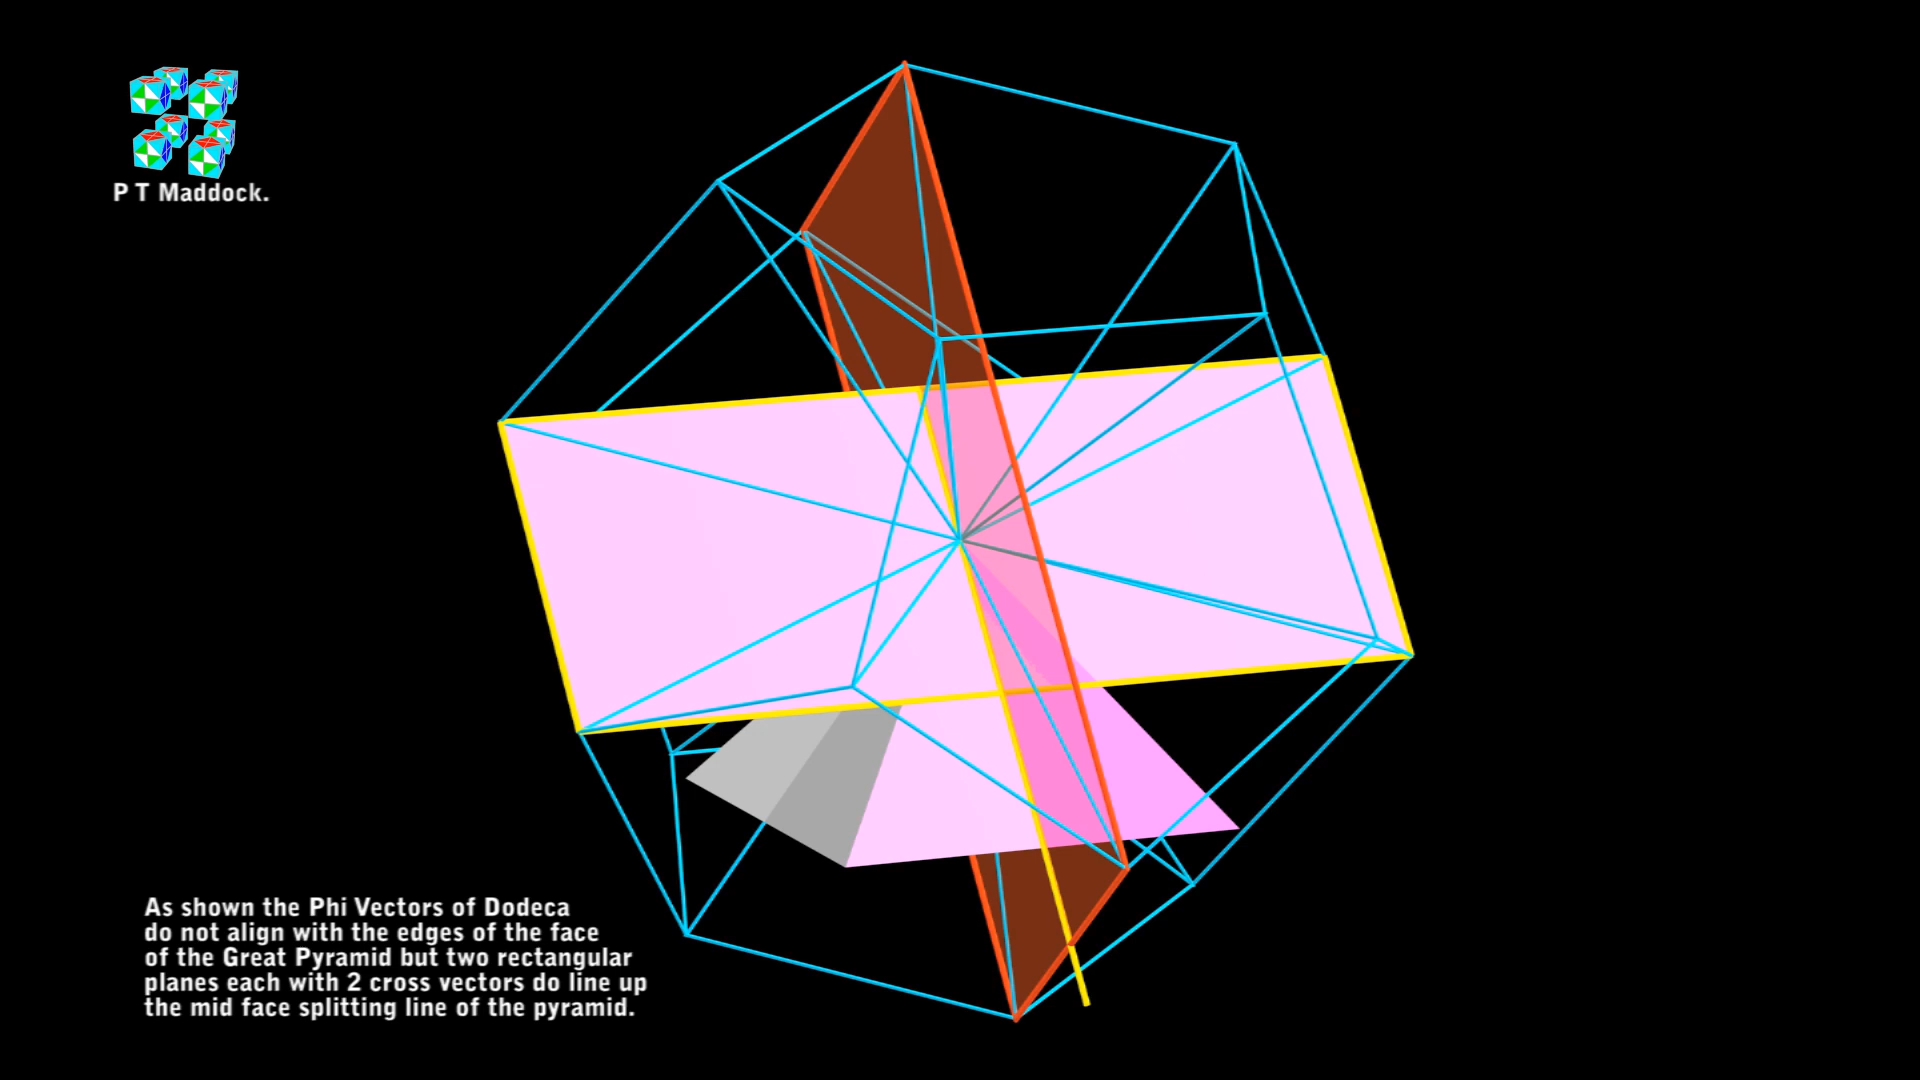 P T Maddock.
As shown the Phi Vectors of Dodeca
do not align with the edges of the face
of the Great Pyramid but two rectangular
planes each with 2 cross vectors do line up
the mid face splitting line of the pyramid.